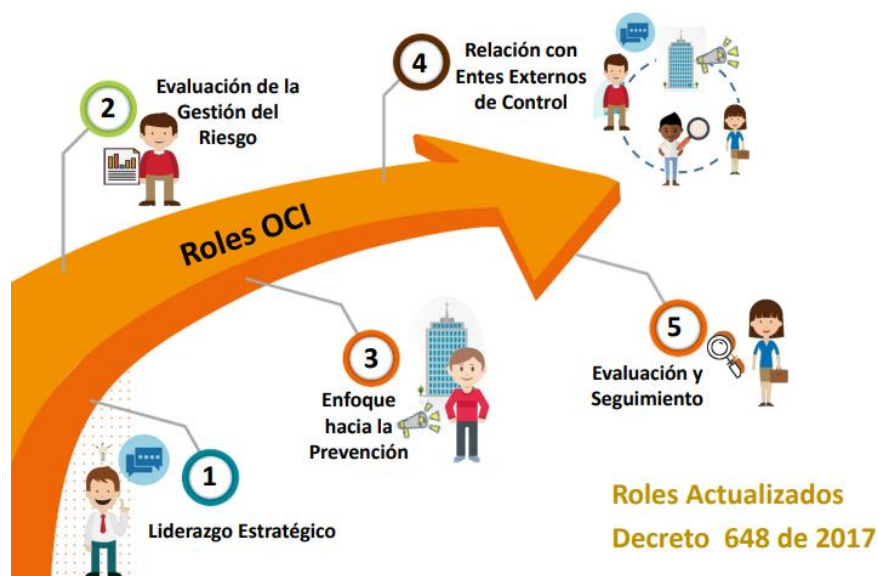 1
Liderazgo Estratégico
2
Evaluación de la
Gestión del
Riesgo
3
Enfoque
hacia la
Prevención
4
Relación con
Entes Externos
de Control
5
Evaluación y
Seguimiento
Roles OCI
Roles Actualizados
Decreto 648 de 2017